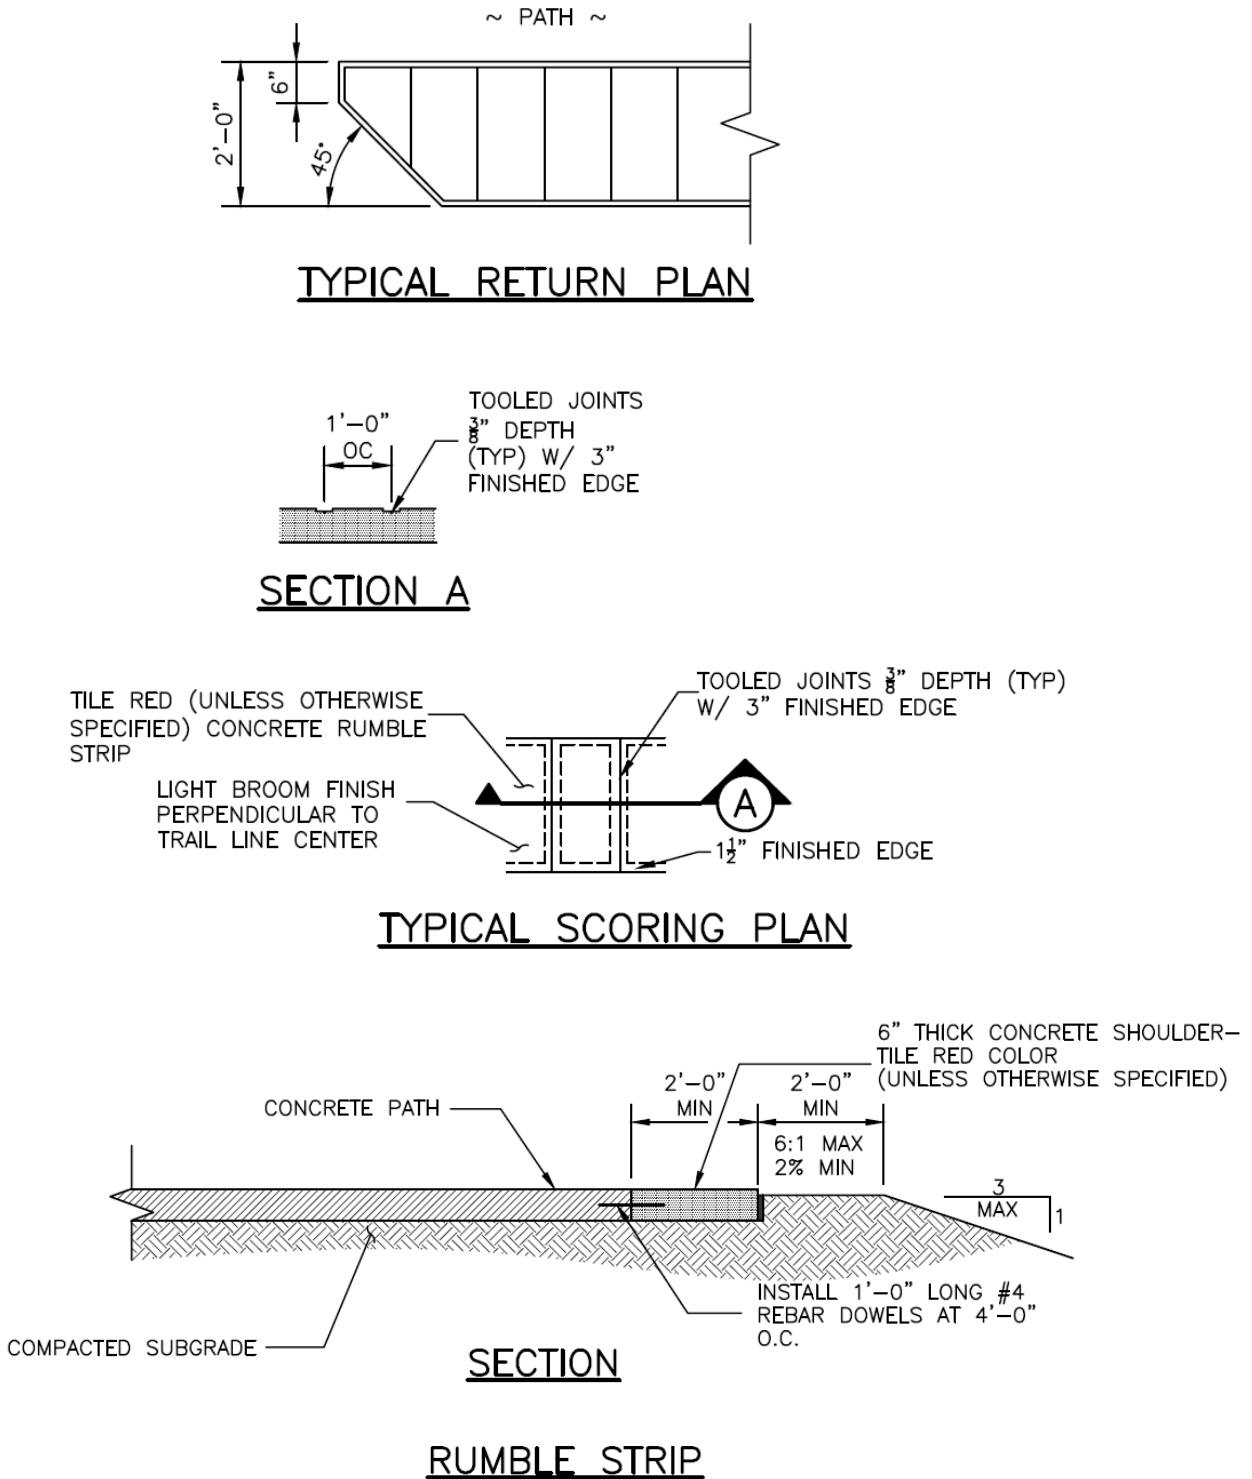 ~ PATH ~
6"
2'-0"
45°
TYPICAL RETURN PLAN
1'-0"
OC
TOOLED JOINTS
3/8" DEPTH
(TYP) W/ 3"
FINISHED EDGE
SECTION A
TILE RED (UNLESS OTHERWISE
SPECIFIED) CONCRETE RUMBLE
STRIP
TOOLED JOINTS 3/8" DEPTH (TYP)
W/ 3" FINISHED EDGE
LIGHT BROOM FINISH
PERPENDICULAR TO
TRAIL LINE CENTER
A
1 1/2" FINISHED EDGE
TYPICAL SCORING PLAN
6" THICK CONCRETE SHOULDER-
TILE RED COLOR
(UNLESS OTHERWISE SPECIFIED)
2'-0"
MIN
2'-0"
MIN
CONCRETE PATH
6:1 MAX
2% MIN
3
MAX
1
INSTALL 1'-0" LONG #4
REBAR DOWELS AT 4'-0"
O.C.
COMPACTED SUBGRADE
SECTION
RUMBLE STRIP